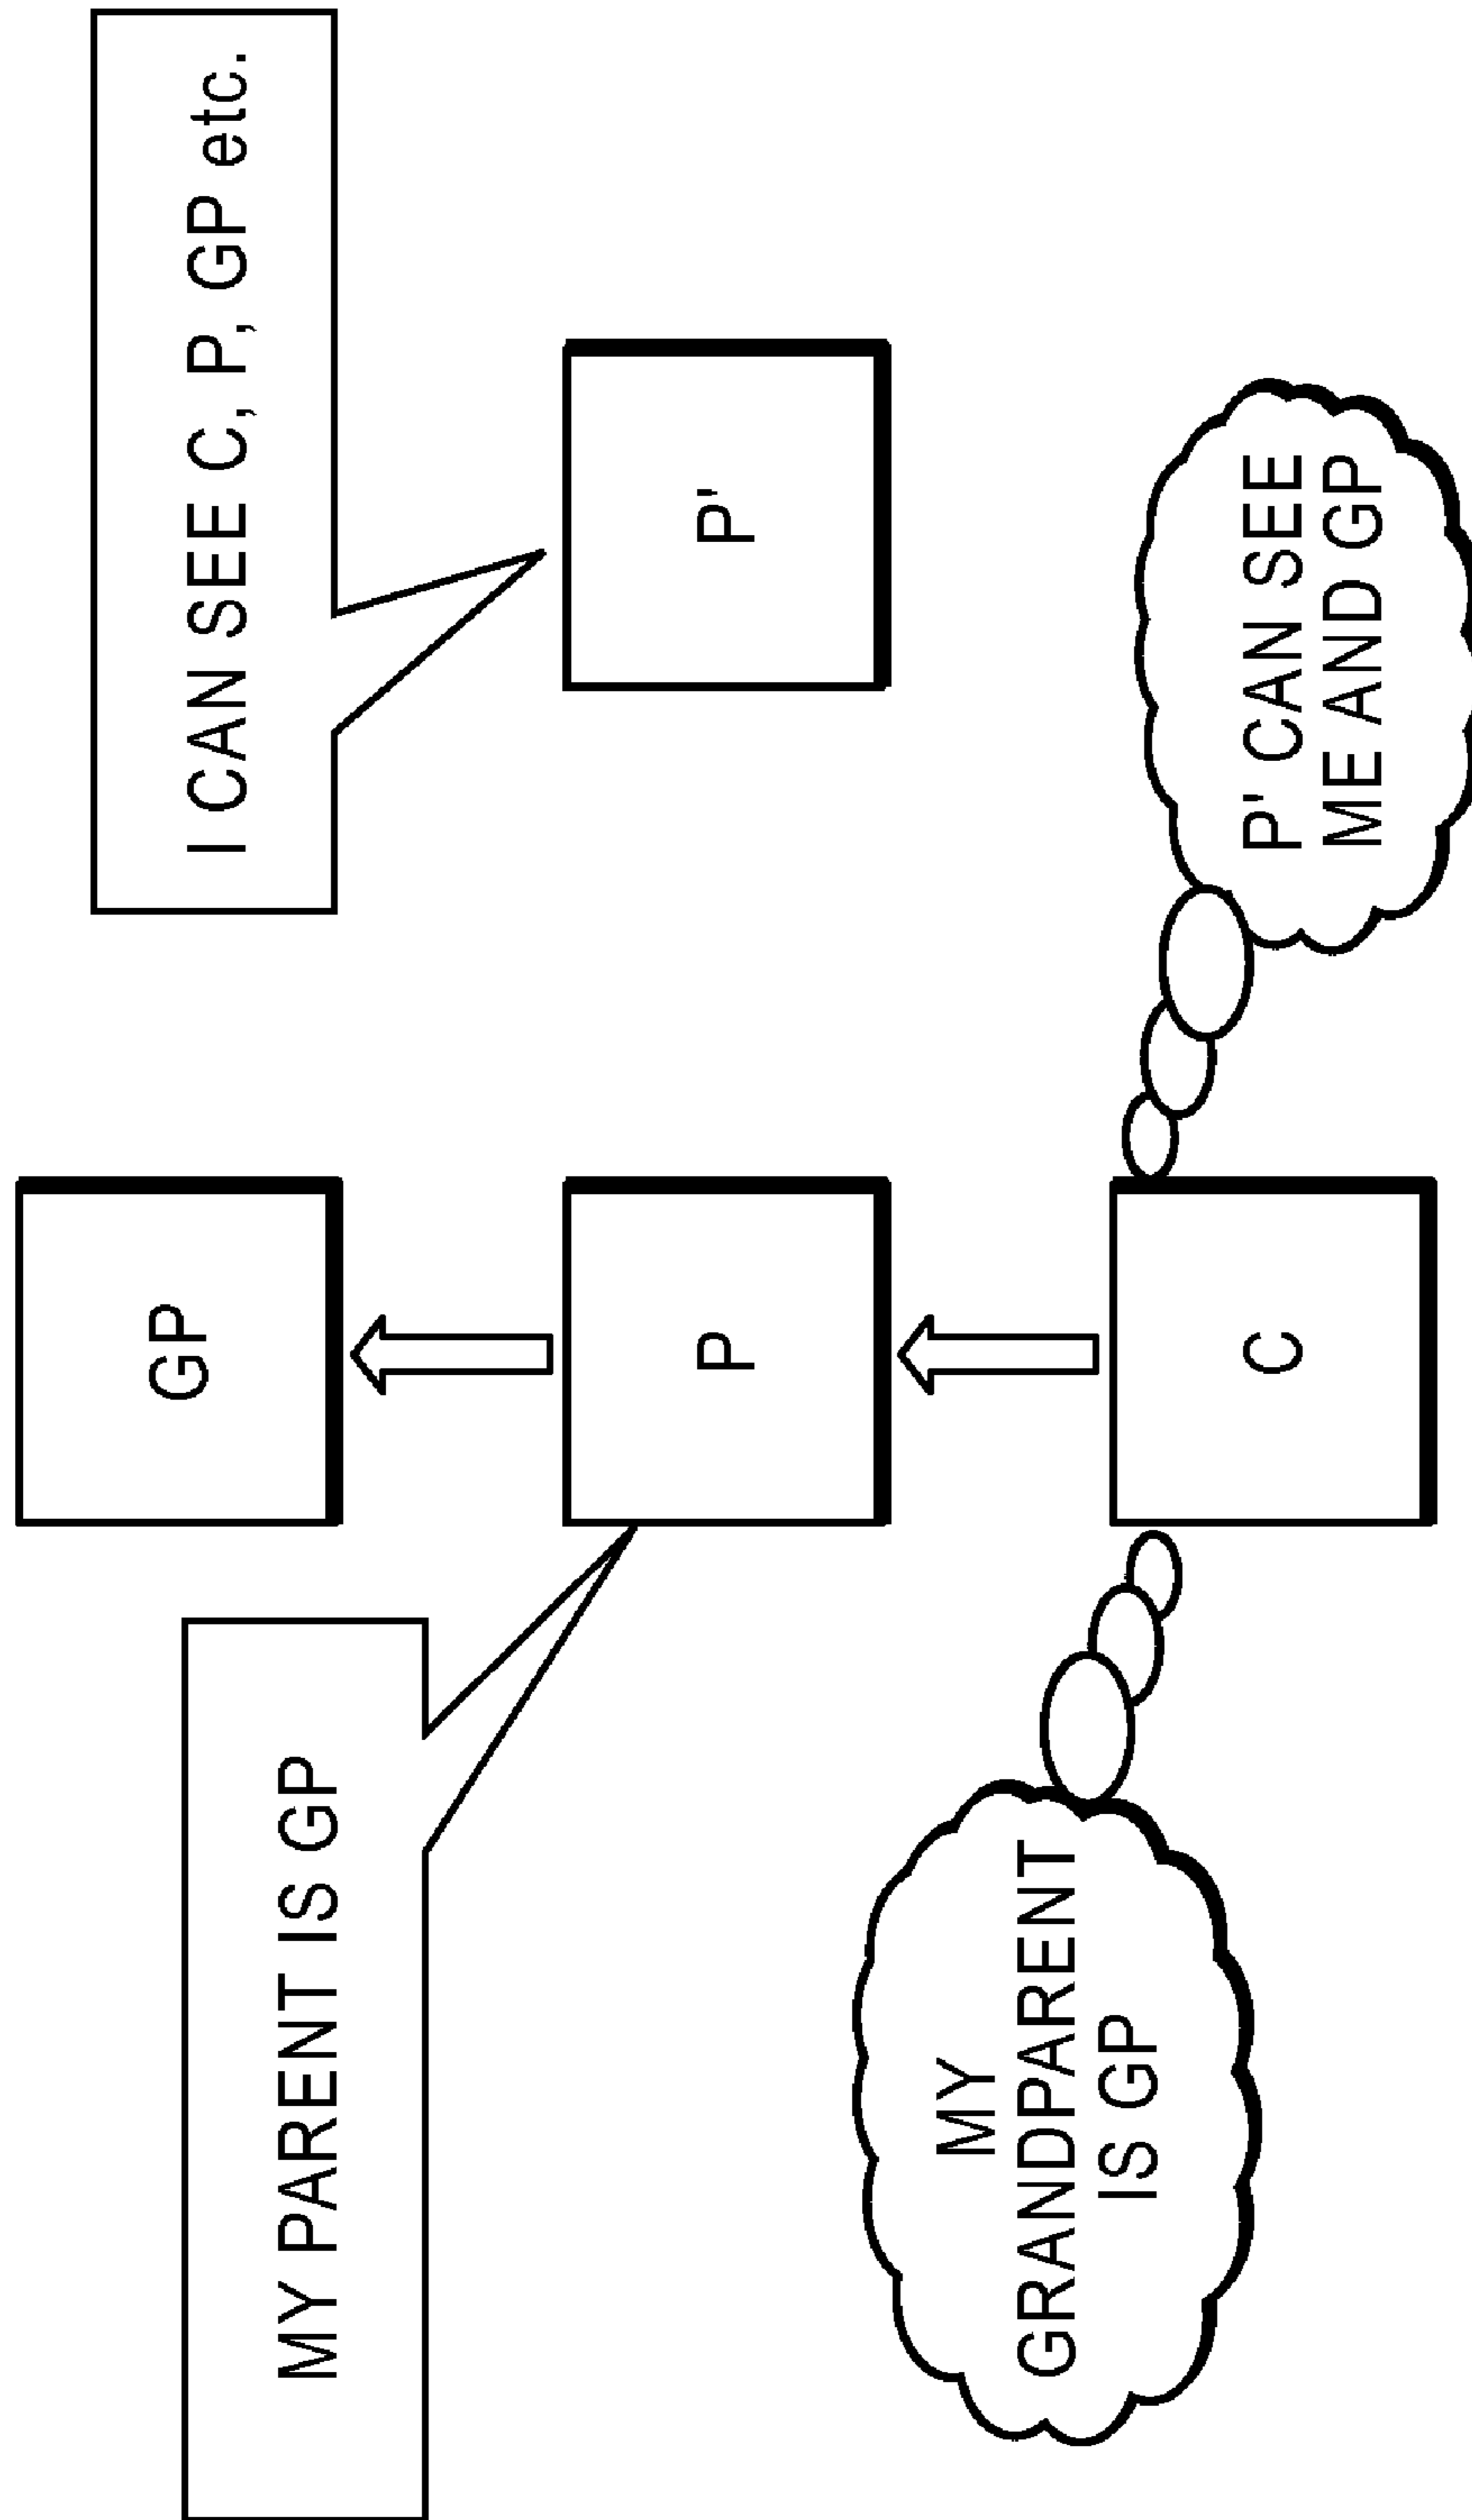 GP
I CAN SEE C, P, GP etc.
MY PARENT IS GP
P
P'
MY
GRANDPARENT
IS GP
C
P' CAN SEE
ME AND GP